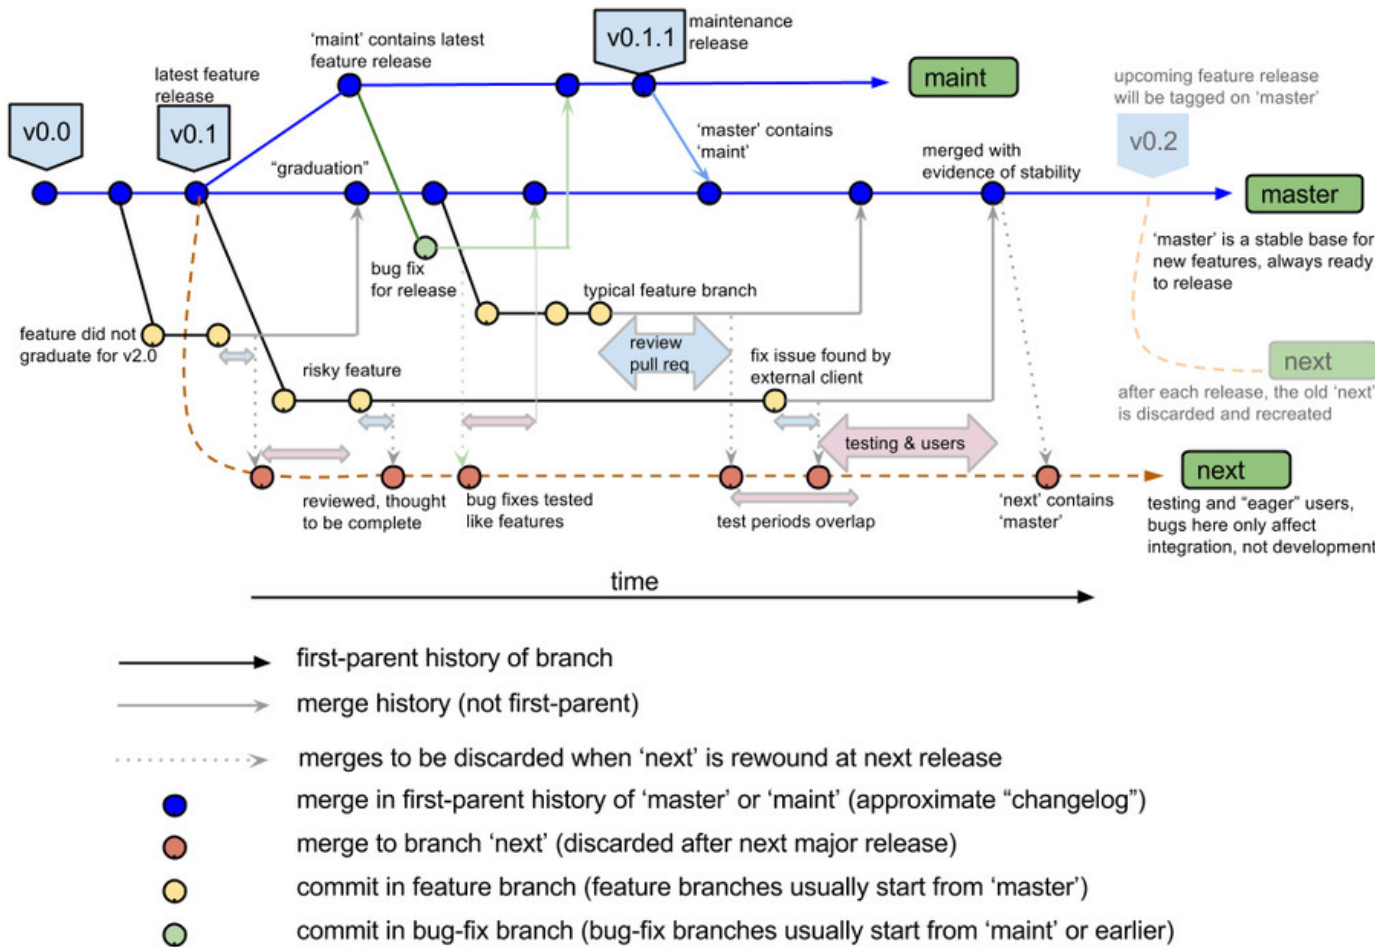 v0.0
latest feature
release
v0.1
'maint' contains latest
feature release
v0.1.1
maintenance
release
maint
upcoming feature release
will be tagged on 'master'
v0.2
"graduation"
'master' contains
'maint'
merged with
evidence of stability
master
'master' is a stable base for
new features, always ready
to release
bug fix
for release
typical feature branch
feature did not
graduate for v2.0
risky feature
review
pull req
fix issue found by
external client
next
after each release, the old 'next'
is discarded and recreated
testing & users
reviewed, thought
to be complete
bug fixes tested
like features
test periods overlap
'next' contains
'master'
next
testing and "eager" users,
bugs here only affect
integration, not development
time
first-parent history of branch
merge history (not first-parent)
merges to be discarded when 'next' is rewound at next release
merge in first-parent history of 'master' or 'maint' (approximate "changelog")
merge to branch 'next' (discarded after next major release)
commit in feature branch (feature branches usually start from 'master')
commit in bug-fix branch (bug-fix branches usually start from 'maint' or earlier)